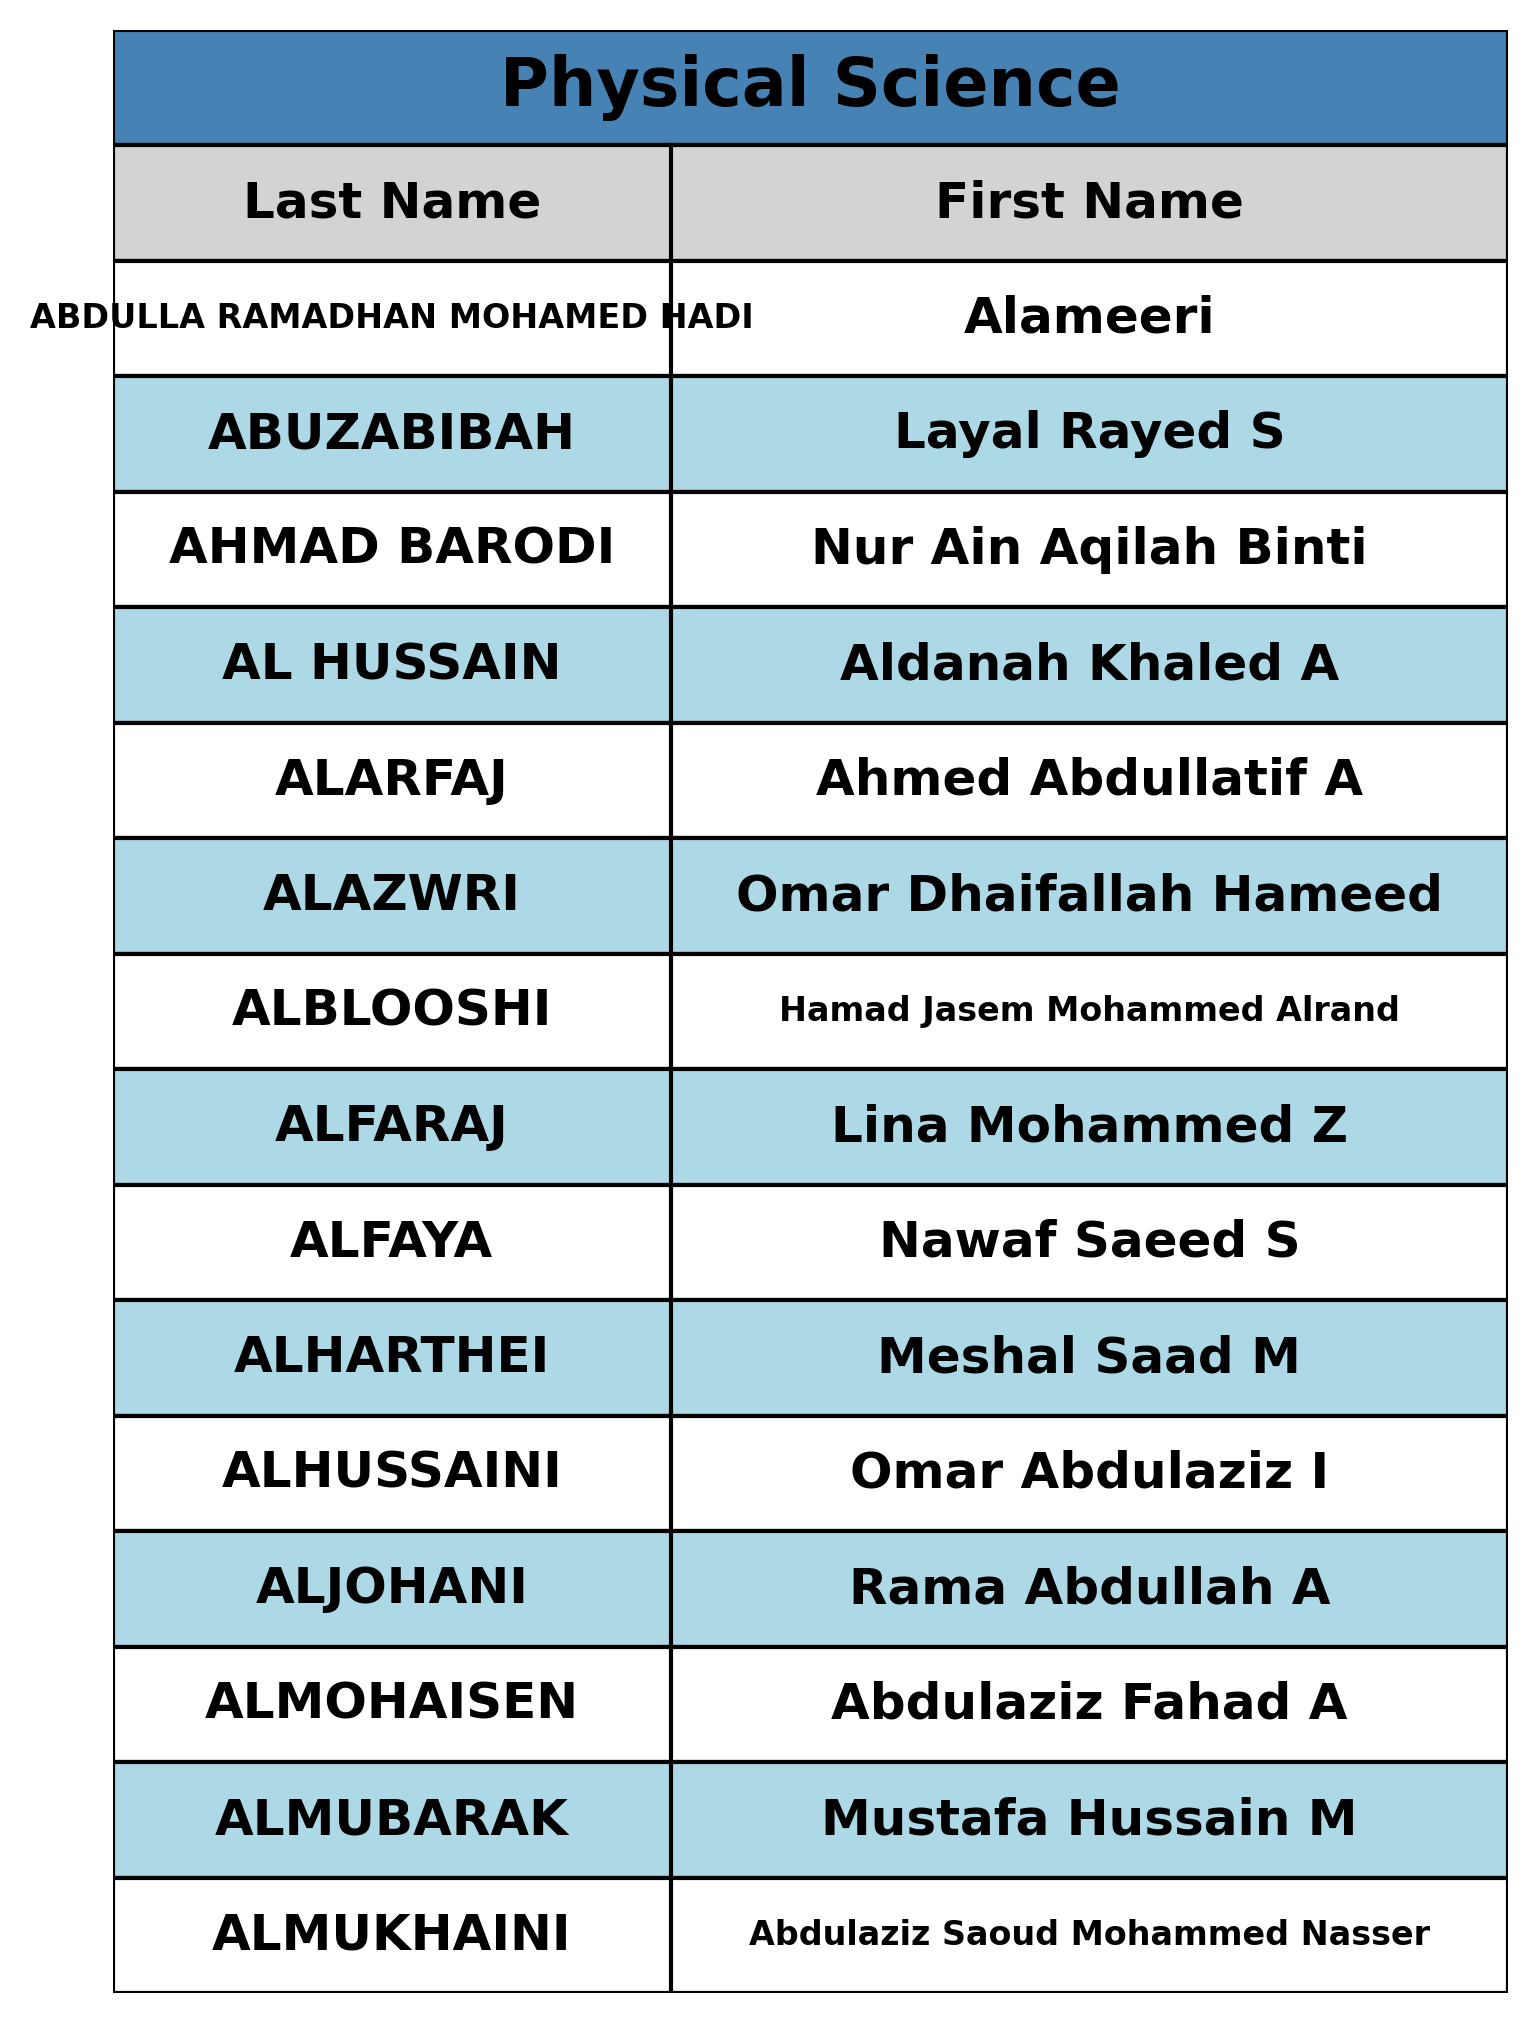 Physical Science
Last Name First Name
ABDULLA RAMADHAN MOHAMED HADI Alameeri
ABUZABIBAH Layal Rayed S
AHMAD BARODI Nur Ain Aqilah Binti
AL HUSSAIN Aldanah Khaled A
ALARFAJ Ahmed Abdullatif A
ALAZWRI Omar Dhaifallah Hameed
ALBLOOSHI Hamad Jasem Mohammed Alrand
ALFARAJ Lina Mohammed Z
ALFAYA Nawaf Saeed S
ALHARTHEI Meshal Saad M
ALHUSSAINI Omar Abdulaziz I
ALJOHANI Rama Abdullah A
ALMOHAISEN Abdulaziz Fahad A
ALMUBARAK Mustafa Hussain M
ALMUKHAINI Abdulaziz Saoud Mohammed Nasser